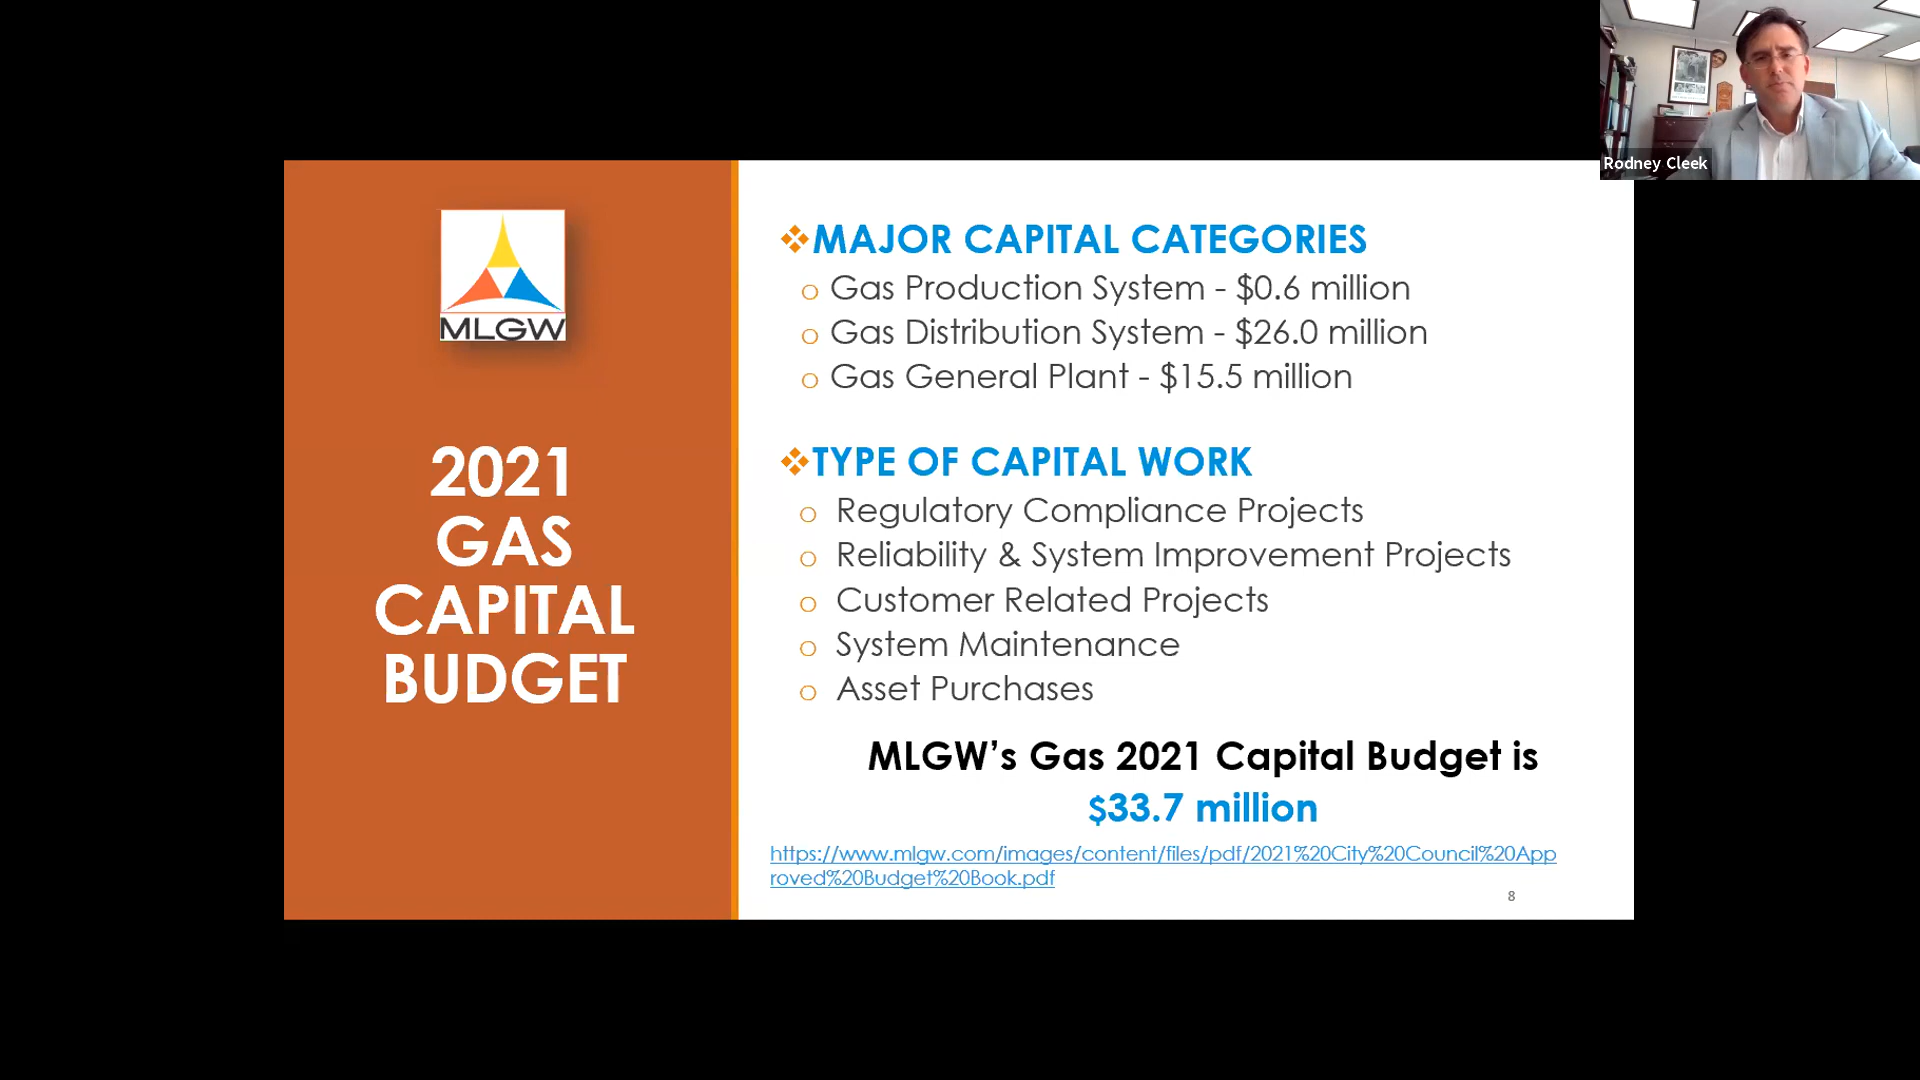 Rodney Cleek
MLGW
2021
GAS
CAPITAL
BUDGET
MAJOR CAPITAL CATEGORIES
o Gas Production System - $0.6 million
o Gas Distribution System - $26.0 million
o Gas General Plant - $15.5 million
TYPE OF CAPITAL WORK
o Regulatory Compliance Projects
o Reliability & System Improvement Projects
o Customer Related Projects
o System Maintenance
o Asset Purchases
MLGW’s Gas 2021 Capital Budget is
$33.7 million
https://www.mlgw.com/images/content/files/pdf/2021%20City%20Council%20App
roved%20Budget%20Book.pdf
8